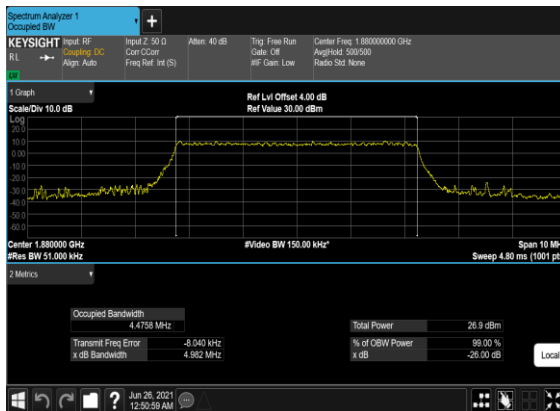 Spectrum Analyzer 1
Occupied BW
KEYSIGHT
RL
Input: RF
Coupling: DC
Align: Auto
Input Z: 50 Ω
Corr CCorr
Freq Ref: Int (S)
Atten: 40 dB
Trig: Free Run
Gate: Off
#IF Gain: Low
Center Freq: 1.880000000 GHz
Avg|Hold: 500/500
Radio Std: None
1 Graph
Scale/Div 10.0 dB
Ref Lvl Offset 4.00 dB
Ref Value 30.00 dBm
Log
20.0
10.0
0.00
-10.0
-20.0
-30.0
-40.0
-50.0
-60.0
Center 1.880000 GHz
#Video BW 150.00 kHz*
Span 10 MH
#Res BW 51.000 kHz
Sweep 4.80 ms (1001 pts
2 Metrics
Occupied Bandwidth
4.4758 MHz
Total Power 26.9 dBm
Transmit Freq Error -8.040 kHz
% of OBW Power 99.00 %
x dB Bandwidth 4.982 MHz
x dB -26.00 dB
Local
?
Jun 26, 2021
12:50:59 AM